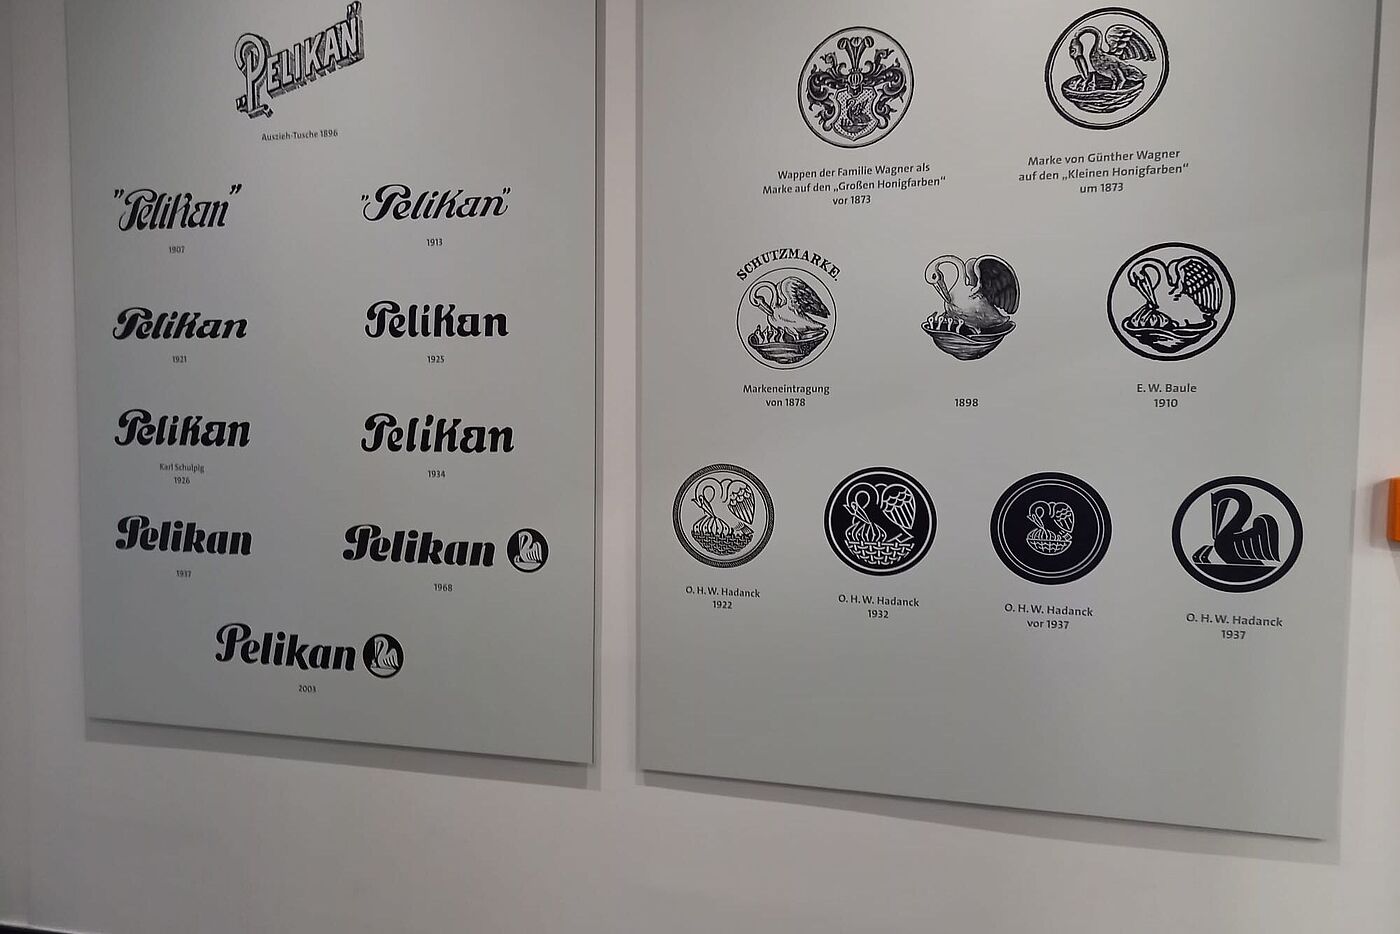 „PELIKAN"
Auszieh-Tusche 1896
"Pelikan"
1907
"Pelikan"
1913
Pelikan
1921
Pelikan
1925
Pelikan
Karl Schulpig
1926
Pelikan
1934
Pelikan
1937
Pelikan
1968
Pelikan
2003
Wappen der Familie Wagner als
Marke auf den „Großen Honigfarben“
vor 1873
Marke von Günther Wagner
auf den „Kleinen Honigfarben“
um 1873
SCHUTZMARKE.
Markeneintragung
von 1878
1898
E. W. Baule
1910
O. H. W. Hadanck
1922
O. H. W. Hadanck
1932
O. H. W. Hadanck
vor 1937
O. H. W. Hadanck
1937